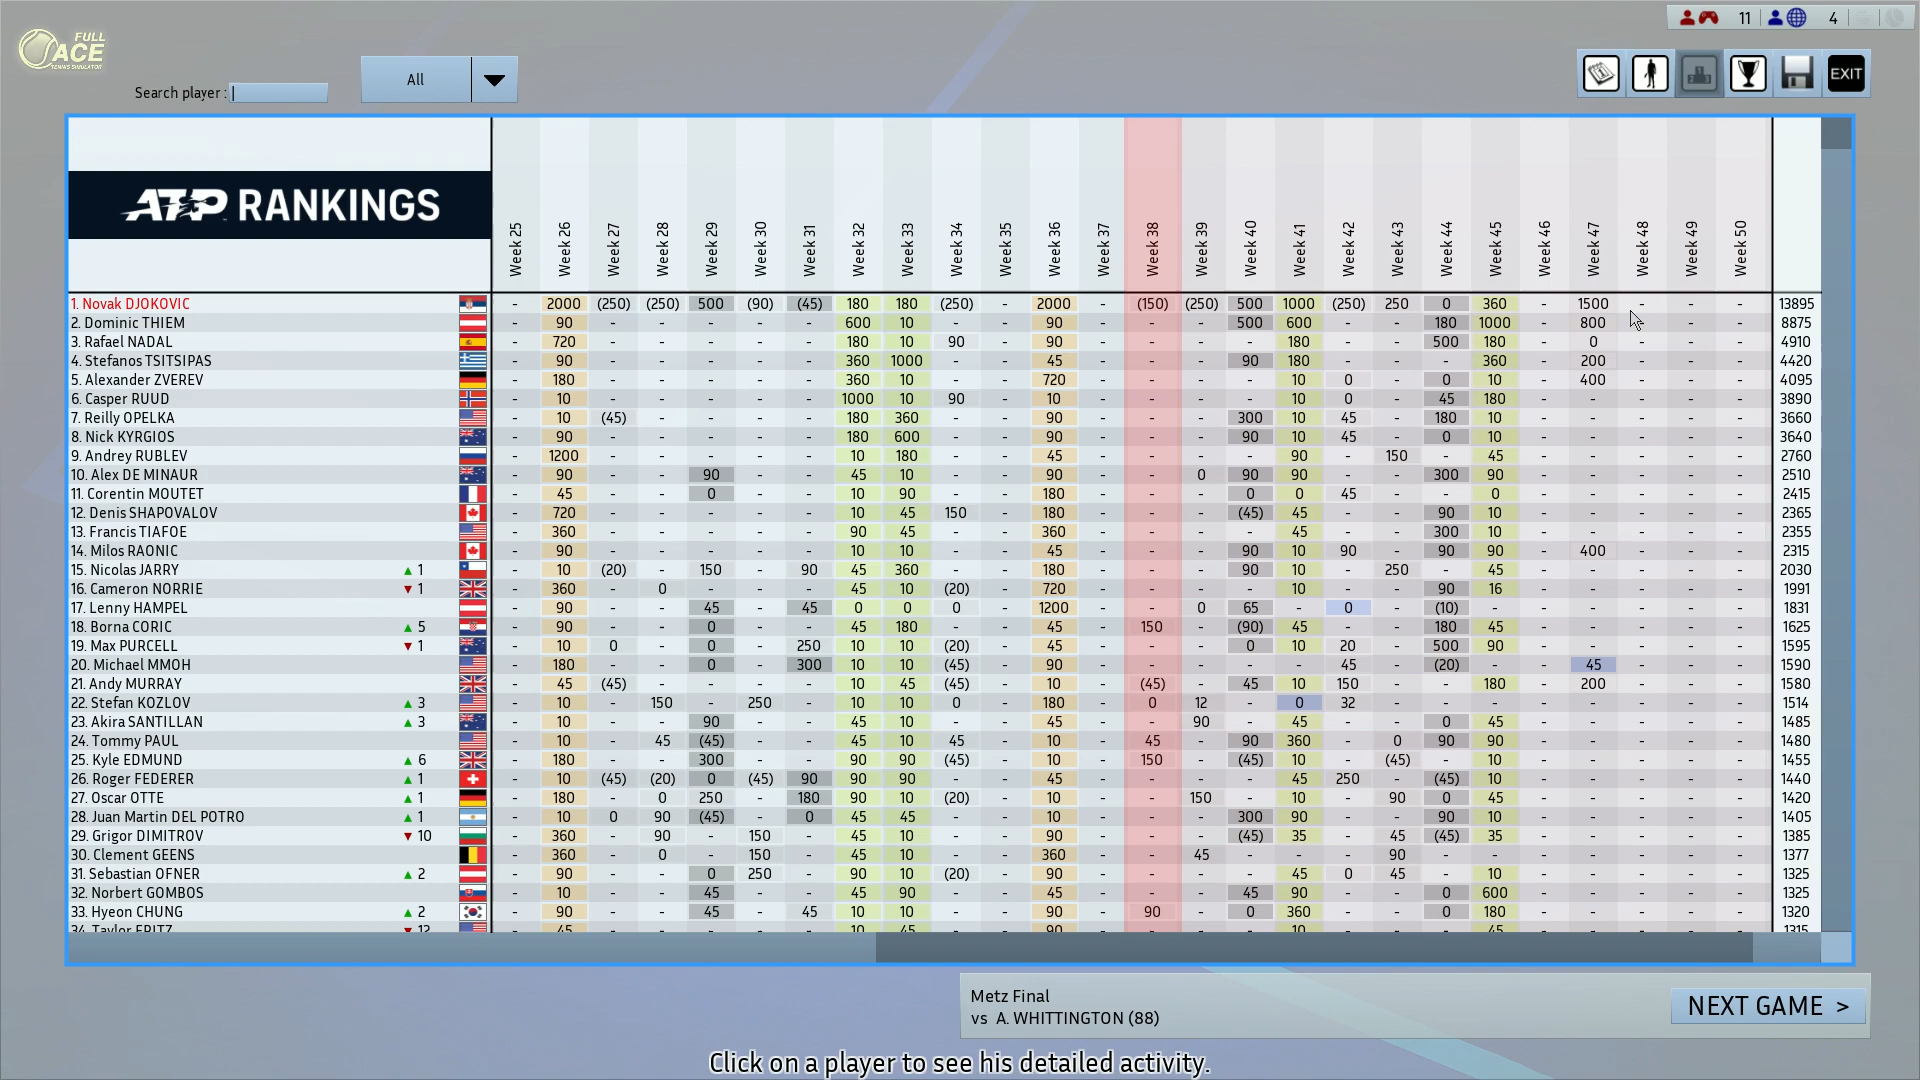 11 4
FULL
ACE
TENNIS SIMULATOR
Search player : All
EXIT
ATP RANKINGS
Week 25 Week 26 Week 27 Week 28 Week 29 Week 30 Week 31 Week 32 Week 33 Week 34 Week 35 Week 36 Week 37 Week 38 Week 39 Week 40 Week 41 Week 42 Week 43 Week 44 Week 45 Week 46 Week 47 Week 48 Week 49 Week 50
1. Novak DJOKOVIC - 2000 (250) (250) 500 (90) (45) 180 180 (250) - 2000 - (150) (250) 500 1000 (250) 250 0 360 - 1500 - - - 13895
2. Dominic THIEM - 90 - - - - - 600 10 - - 90 - - - 500 600 - - 180 1000 - 800 - - - 8875
3. Rafael NADAL - 720 - - - - - 180 10 90 - 90 - - - - 180 - - 500 180 - 0 - - - 4910
4. Stefanos TSITSIPAS - 90 - - - - - 360 1000 - - 45 - - - 90 180 - - - 360 - 200 - - - 4420
5. Alexander ZVEREV - 180 - - - - - 360 10 - - 720 - - - - 10 0 - 0 10 - 400 - - - 4095
6. Casper RUUD - 10 - - - - - 1000 10 90 - 10 - - - - 10 0 - 45 180 - - - - - 3890
7. Reilly OPELKA - 10 (45) - - - - 180 360 - - 90 - - - 300 10 45 - 180 10 - - - - - 3660
8. Nick KYRGIOS - 90 - - - - - 180 600 - - 90 - - - 90 10 45 - 0 10 - - - - - 3640
9. Andrey RUBLEV - 1200 - - - - - 10 180 - - 45 - - - - 90 - 150 - 45 - - - - - 2760
10. Alex DE MINAUR - 90 - - 90 - - 45 10 - - 90 - - 0 90 90 - - 300 90 - - - - - 2510
11. Corentin MOUTET - 45 - - 0 - - 10 90 - - 180 - - - 0 0 45 - - 0 - - - - - 2415
12. Denis SHAPOVALOV - 720 - - - - - 10 45 150 - 180 - - - (45) 45 - - 90 10 - - - - - 2365
13. Francis TIAFOE - 360 - - - - - 90 45 - - 360 - - - - 45 - - 300 10 - - - - - 2355
14. Milos RAONIC - 90 - - - - - 10 10 - - 45 - - - 90 10 90 - 90 90 - 400 - - - 2315
15. Nicolas JARRY 1 - 10 (20) - 150 - 90 45 360 - - 180 - - - 90 10 - 250 - 45 - - - - - 2030
16. Cameron NORRIE 1 - 360 - 0 - - - 45 10 (20) - 720 - - - - 10 - - 90 16 - - - - - 1991
17. Lenny HAMPEL - 90 - - 45 - 45 0 0 0 - 1200 - - 0 65 - 0 - (10) - - - - - - 1831
18. Borna CORIC 5 - 90 - - 0 - - 45 180 - - 45 - 150 - (90) 45 - - 180 45 - - - - - 1625
19. Max PURCELL 1 - 10 0 - 0 - 250 10 10 (20) - 45 - - - 0 10 20 - 500 90 - - - - - 1595
20. Michael MMOH - 180 - - 0 - 300 10 10 (45) - 90 - - - - - 45 - (20) - - 45 - - - 1590
21. Andy MURRAY - 45 (45) - - - - 10 45 (45) - 10 - (45) - 45 10 150 - - 180 - 200 - - - 1580
22. Stefan KOZLOV 3 - 10 - 150 - 250 - 10 10 0 - 180 - 0 12 - 0 32 - - - - - - - - 1514
23. Akira SANTILLAN 3 - 10 - - 90 - - 45 10 - - 10 - - 90 - 45 - - 0 45 - - - - - 1485
24. Tommy PAUL - 10 - 45 (45) - - 45 10 45 - 10 - 45 - 90 360 - 0 90 90 - - - - - 1480
25. Kyle EDMUND 6 - 180 - - 300 - - 90 90 (45) - 10 - 150 - (45) 10 - (45) - 10 - - - - - 1455
26. Roger FEDERER 1 - 10 (45) (20) 0 (45) 90 90 90 - - 45 - - - - 45 250 - (45) 10 - - - - - 1440
27. Oscar OTTE 1 - 180 - 0 250 - 180 90 10 (20) - 10 - - 150 - 10 - 90 0 45 - - - - - 1420
28. Juan Martin DEL POTRO 1 - 10 0 90 (45) - 0 45 45 - - 10 - - - 300 90 - - 90 10 - - - - - 1405
29. Grigor DIMITROV 10 - 360 - 90 - 150 - 45 10 - - 90 - - - (45) 35 - 45 (45) 35 - - - - - 1385
30. Clement GEENS - 360 - 0 - 150 - 45 10 - - 360 - - 45 - - - 90 - - - - - - - 1377
31. Sebastian OFNER 2 - 90 - - 0 250 - 90 10 (20) - 90 - - - - 45 0 45 - 10 - - - - - 1325
32. Norbert GOMBOS - 10 - - 45 - - 45 90 - - 45 - - - 45 90 - - 0 600 - - - - - 1325
33. Hyeon CHUNG 2 - 90 - - 45 - 45 10 10 - - 90 - 90 - 0 360 - - 0 180 - - - - - 1320
34. Taylor FRITZ 12 - 45 - - - - - 10 45 - - 90 - - - - 10 - - - 45 - - - - - 1315
Metz Final
vs A. WHITTINGTON (88)
NEXT GAME >
Click on a player to see his detailed activity.